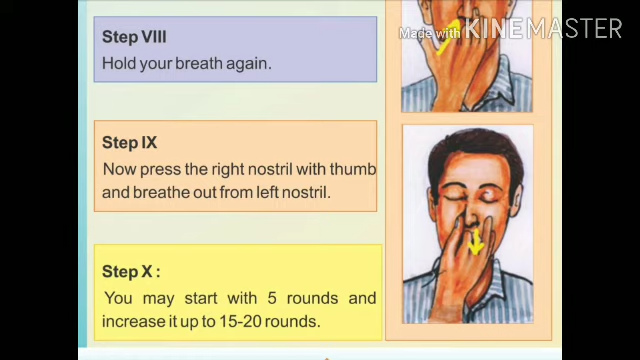 Step VIII
Hold your breath again.
Made with KINEMASTER
Step IX
Now press the right nostril with thumb
and breathe out from left nostril.
Step X :
You may start with 5 rounds and
increase it up to 15-20 rounds.